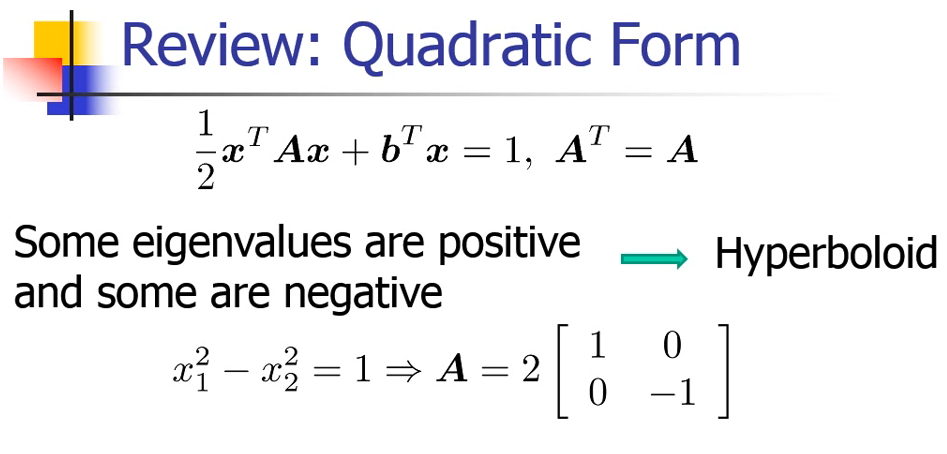 Review: Quadratic Form
$\frac{1}{2}\boldsymbol{x}^T \boldsymbol{A}\boldsymbol{x} + \boldsymbol{b}^T \boldsymbol{x} = 1, \ \boldsymbol{A}^T = \boldsymbol{A}$
Some eigenvalues are positive
and some are negative
Hyperboloid
$x_1^2 - x_2^2 = 1 \Rightarrow \boldsymbol{A} = 2 \begin{bmatrix} 1 & 0 \\ 0 & -1 \end{bmatrix}$